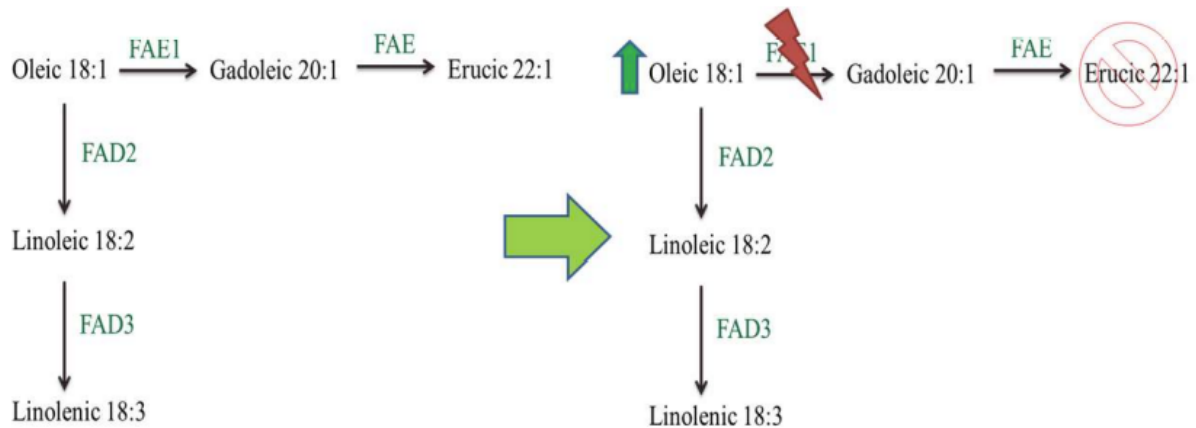 FAE1 FAE
Oleic 18:1 Gadoleic 20:1 Erucic 22:1
FAD2
Linoleic 18:2
FAD3
Linolenic 18:3
FAE
Oleic 18:1 Gadoleic 20:1 Erucic 22:1
FAD2
Linoleic 18:2
FAD3
Linolenic 18:3